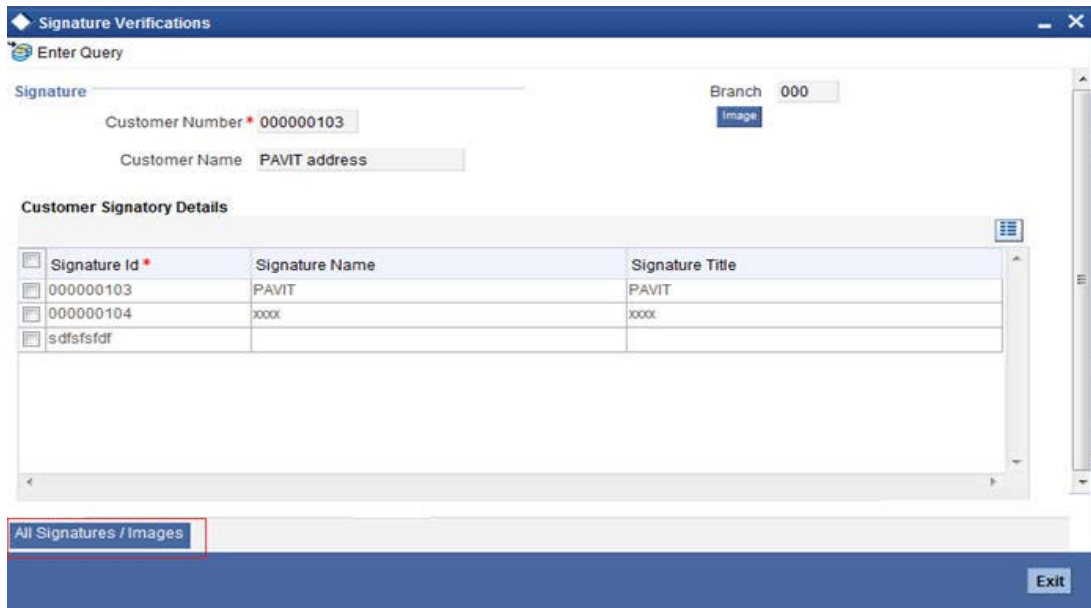 Signature Verifications
Enter Query
Signature
Branch 000
Customer Number * 000000103
Image
Customer Name PAVIT address
Customer Signatory Details
Signature Id * Signature Name Signature Title
000000103 PAVIT PAVIT
000000104 xxxx xxxx
sdfsfsfdf
All Signatures / Images
Exit